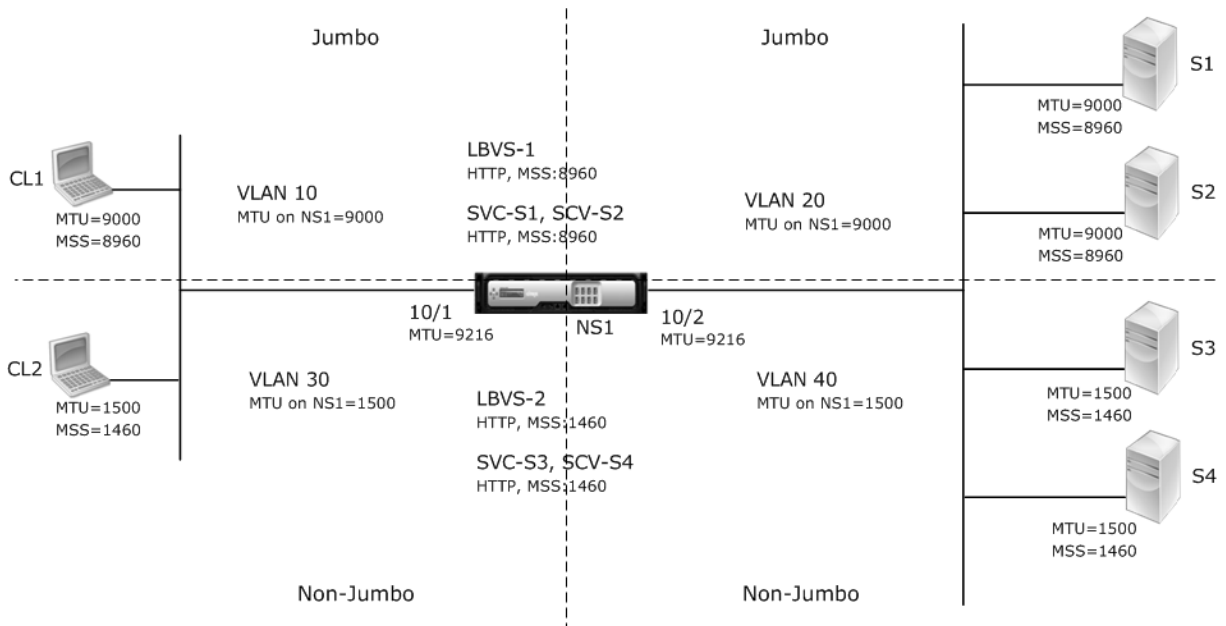 Jumbo
Jumbo
S1
MTU=9000
MSS=8960
CL1
MTU=9000
MSS=8960
VLAN 10
MTU on NS1=9000
LBVS-1
HTTP, MSS:8960
SVC-S1, SCV-S2
HTTP, MSS:8960
VLAN 20
MTU on NS1=9000
S2
MTU=9000
MSS=8960
10/1
MTU=9216
NS1
10/2
MTU=9216
CL2
MTU=1500
MSS=1460
VLAN 30
MTU on NS1=1500
LBVS-2
HTTP, MSS:1460
SVC-S3, SCV-S4
HTTP, MSS:1460
VLAN 40
MTU on NS1=1500
S3
MTU=1500
MSS=1460
S4
MTU=1500
MSS=1460
Non-Jumbo
Non-Jumbo